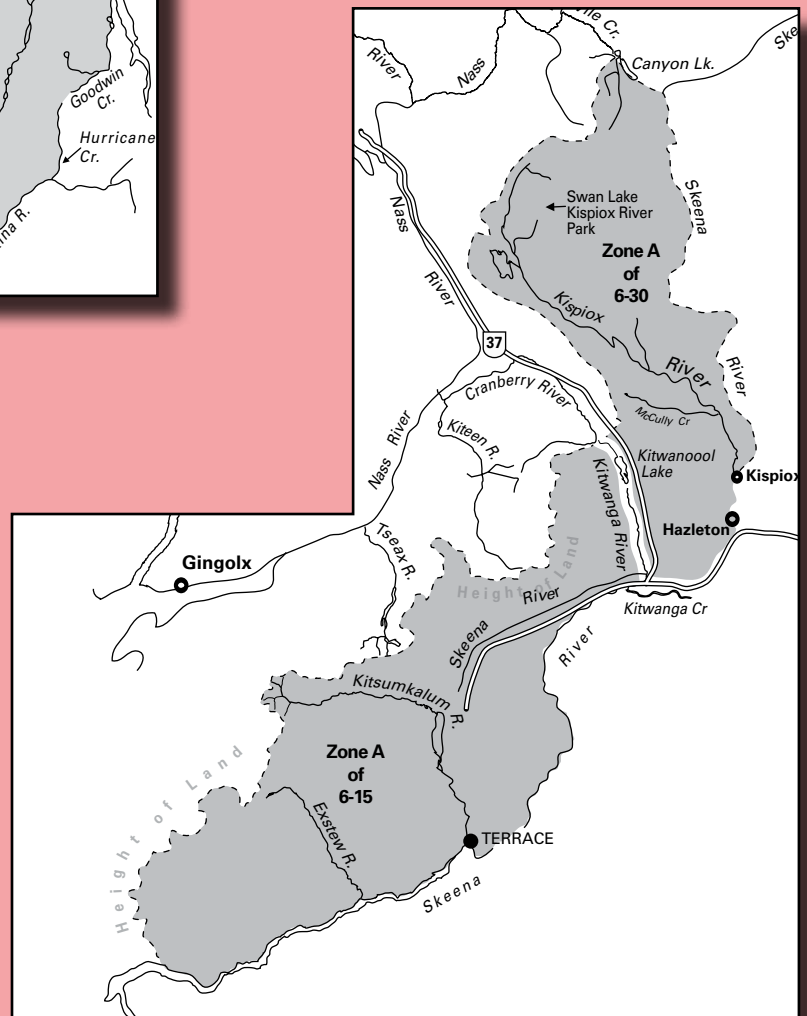 Goodwin
Cr.
Hurricane
Cr.
River
Nass
Cr.
Canyon Lk.
Nass
River
Swan Lake
Kispiox River
Park
Skeena
Zone A
of
6-30
Kispiox
River
River
37
Cranberry River
McCully Cr
Kiteen R.
Nass River
Kitwanoool
Lake
Kitwanga River
Kispiox
Hazleton
Gingolx
Tseax R.
Height of Land
Skeena
River
Kitwanga Cr
River
Kitsumkalum R.
Zone A
of
6-15
Height of Land
Exstew R.
TERRACE
Skeena